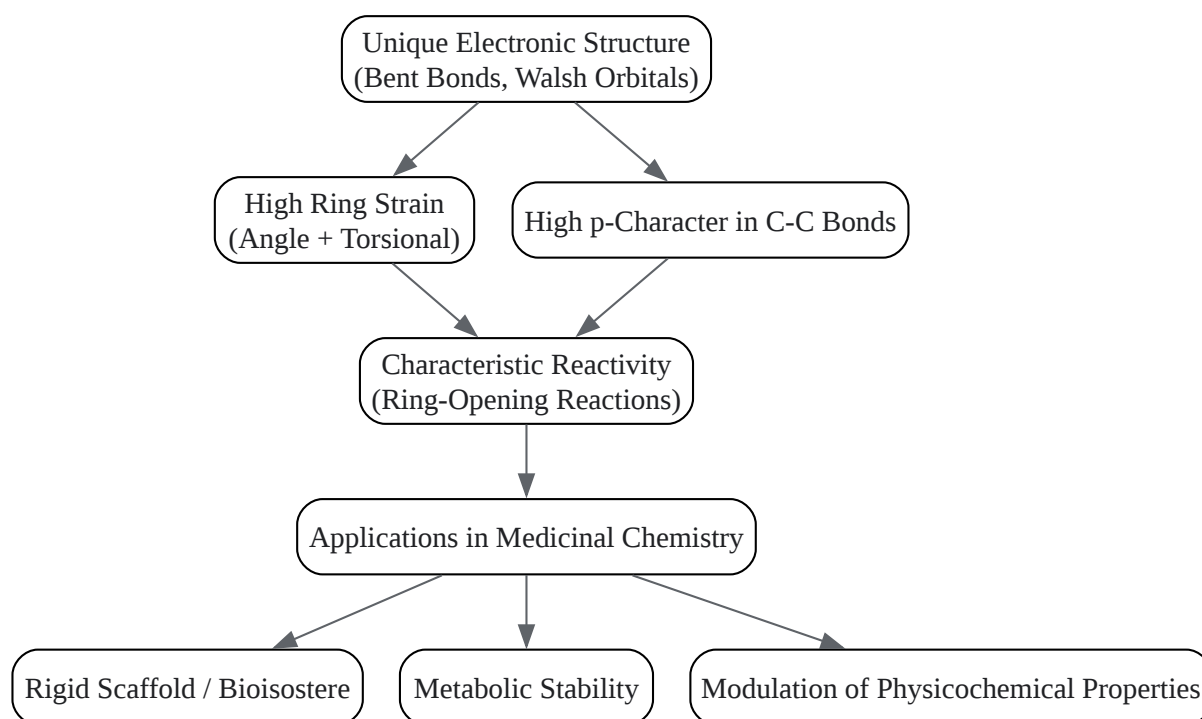 Unique Electronic Structure
(Bent Bonds, Walsh Orbitals)
High Ring Strain
(Angle + Torsional)
High p-Character in C-C Bonds
Characteristic Reactivity
(Ring-Opening Reactions)
Applications in Medicinal Chemistry
Rigid Scaffold / Bioisostere
Metabolic Stability
Modulation of Physicochemical Properties